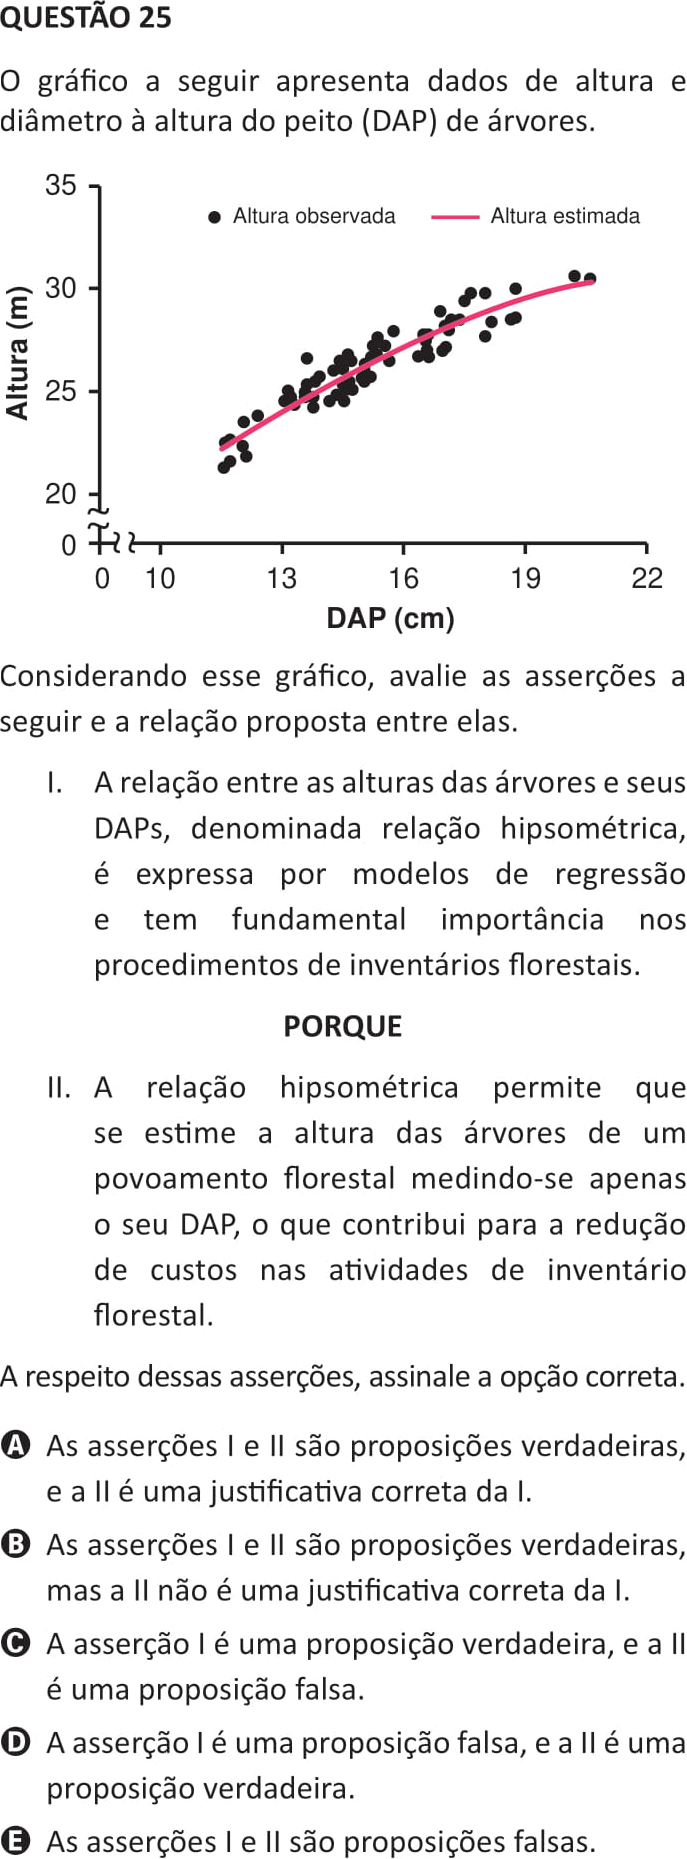 QUESTÃO 25
O gráfico a seguir apresenta dados de altura e
diâmetro à altura do peito (DAP) de árvores.
35
Altura observada
Altura estimada
30
Altura (m)
25
20
0
0 10 13 16 19 22
DAP (cm)
Considerando esse gráfico, avalie as asserções a
seguir e a relação proposta entre elas.
I. A relação entre as alturas das árvores e seus
DAPs, denominada relação hipsométrica,
é expressa por modelos de regressão
e tem fundamental importância nos
procedimentos de inventários florestais.
PORQUE
II. A relação hipsométrica permite que
se estime a altura das árvores de um
povoamento florestal medindo-se apenas
o seu DAP, o que contribui para a redução
de custos nas atividades de inventário
florestal.
A respeito dessas asserções, assinale a opção correta.
A As asserções I e II são proposições verdadeiras,
e a II é uma justificativa correta da I.
B As asserções I e II são proposições verdadeiras,
mas a II não é uma justificativa correta da I.
C A asserção I é uma proposição verdadeira, e a II
é uma proposição falsa.
D A asserção I é uma proposição falsa, e a II é uma
proposição verdadeira.
E As asserções I e II são proposições falsas.